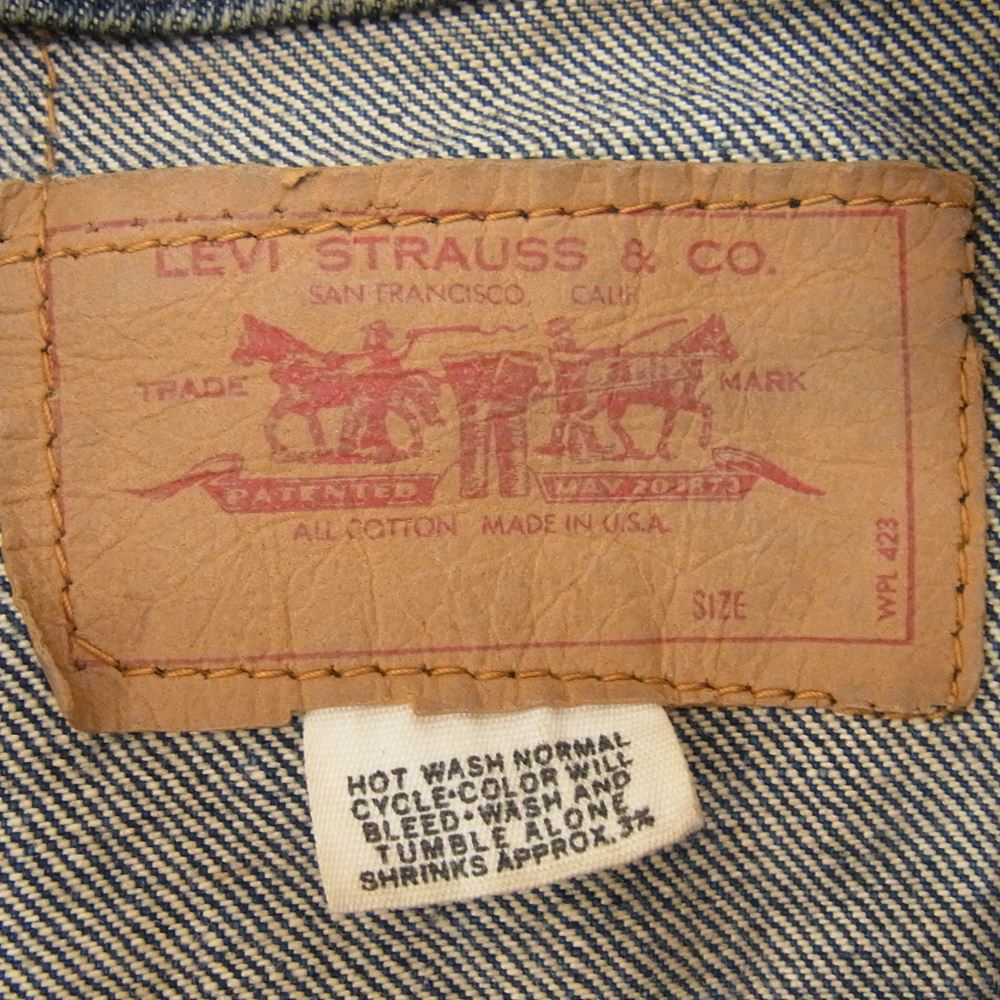 LEVI STRAUSS & CO.
SAN FRANCISCO, CALIF
TRADE MARK
PATENTED MAY 20 1873
ALL COTTON MADE IN U.S.A.
SIZE
WPL 423
HOT WASH NORMAL
CYCLE•COLOR WILL
BLEED•WASH AND
TUMBLE ALONE
SHRINKS APPROX. 3%